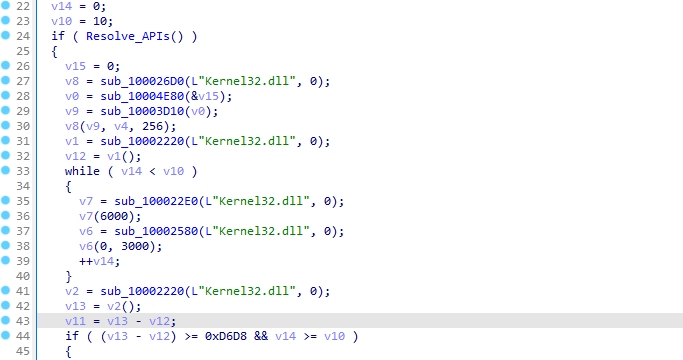 22 v14 = 0;
23 v10 = 10;
24 if ( Resolve_APIs() )
25 {
26 v15 = 0;
27 v8 = sub_100026D0(L"Kernel32.dll", 0);
28 v0 = sub_10004E80(&v15);
29 v9 = sub_10003D10(v0);
30 v8(v9, v4, 256);
31 v1 = sub_10002220(L"Kernel32.dll", 0);
32 v12 = v1();
33 while ( v14 < v10 )
34 {
35 v7 = sub_100022E0(L"Kernel32.dll", 0);
36 v7(6000);
37 v6 = sub_10002580(L"Kernel32.dll", 0);
38 v6(0, 3000);
39 ++v14;
40 }
41 v2 = sub_10002220(L"Kernel32.dll", 0);
42 v13 = v2();
43 v11 = v13 - v12;
44 if ( (v13 - v12) >= 0xD6D8 && v14 >= v10 )
45 {